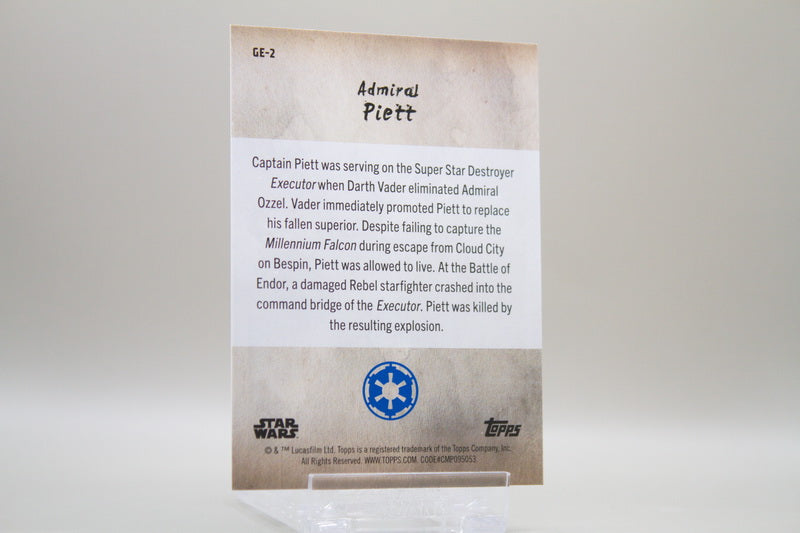 GE-2
Admiral
Piett
Captain Piett was serving on the Super Star Destroyer
Executor when Darth Vader eliminated Admiral
Ozzel. Vader immediately promoted Piett to replace
his fallen superior. Despite failing to capture the
Millennium Falcon during escape from Cloud City
on Bespin, Piett was allowed to live. At the Battle of
Endor, a damaged Rebel starfighter crashed into the
command bridge of the Executor. Piett was killed by
the resulting explosion.
STAR
WARS
topps
© & ™ Lucasfilm Ltd. Topps is a registered trademark of the Topps Company, Inc.
All Rights Reserved. WWW.TOPPS.COM. CODE#CMP095053